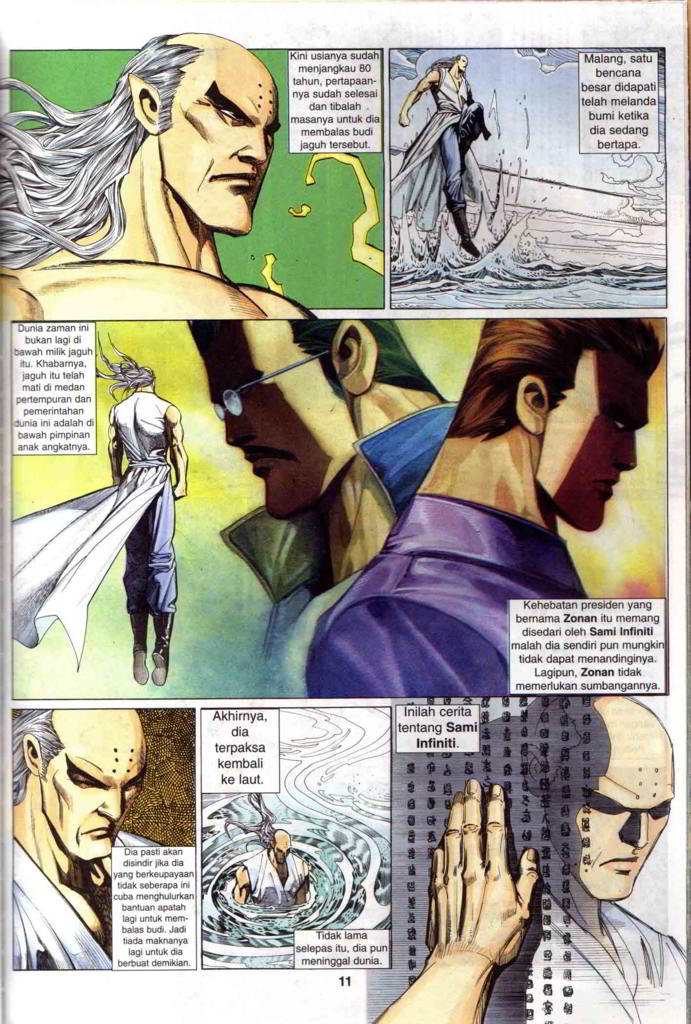 Kini usianya sudah
menjangkau 80
tahun, pertapaan-
nya sudah selesai
dan tibalah
masanya untuk dia
membalas budi
jaguh tersebut.
Malang, satu
bencana
besar didapati
telah melanda
bumi ketika
dia sedang
bertapa.
Dunia zaman ini
bukan lagi di
bawah milik jaguh
itu. Khabarnya,
jaguh itu telah
mati di medan
pertempuran dan
pemerintahan
dunia ini adalah di
bawah pimpinan
anak angkatnya.
Kehebatan presiden yang
bernama Zonan itu memang
disedari oleh Sami Infiniti
malah dia sendiri pun mungkin
tidak dapat menandinginya.
Lagipun, Zonan tidak
memerlukan sumbangannya.
Dia pasti akan
disindir jika dia
yang berkeupayaan
tidak seberapa ini
cuba menghulurkan
bantuan apatah
lagi untuk mem-
balas budi. Jadi
tiada maknanya
lagi untuk dia
berbuat demikian.
Akhirnya,
dia
terpaksa
kembali
ke laut.
Tidak lama
selepas itu, dia pun
meninggal dunia.
Inilah cerita
tentang Sami
Infiniti.
11